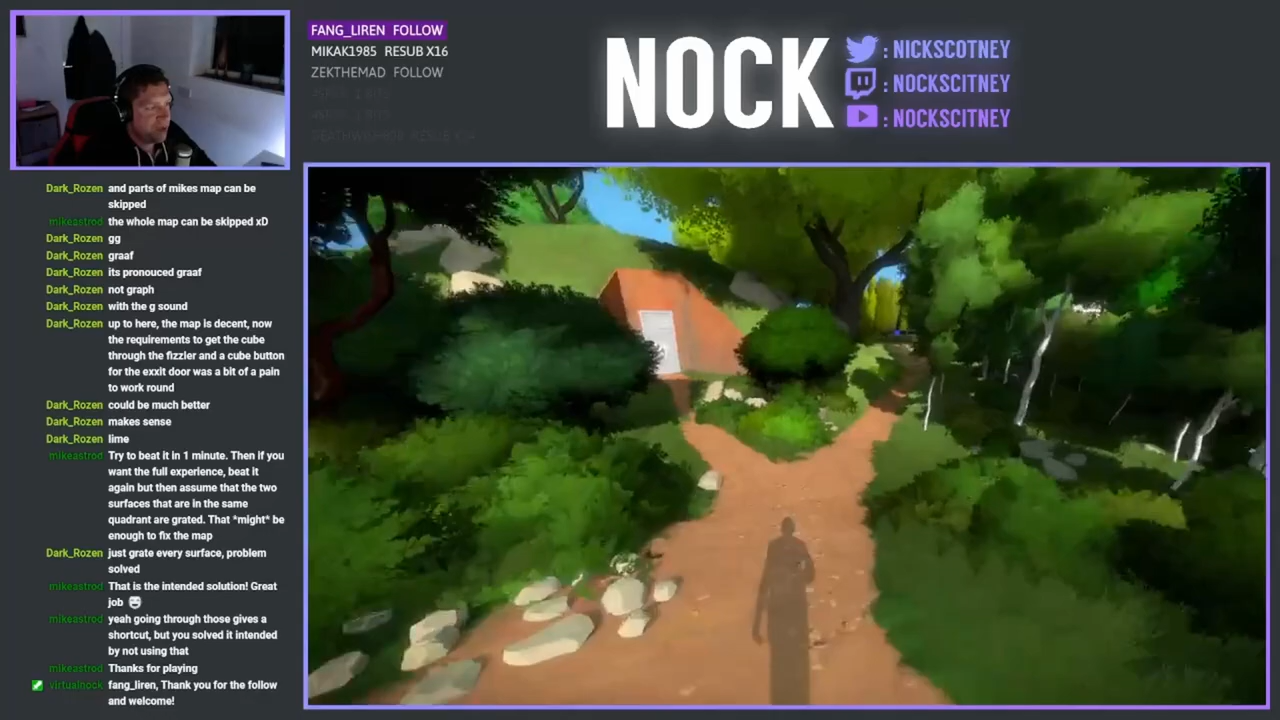 FANG_LIREN FOLLOW
MIKAK1985 RESUB X16
ZEKTHEMAD FOLLOW
NOCK
: NICKSCOTNEY
: NOCKSCITNEY
: NOCKSCITNEY
Dark_Rozen and parts of mikes map can be
skipped
mikeastrod the whole map can be skipped xD
Dark_Rozen gg
Dark_Rozen graaf
Dark_Rozen its pronouced graaf
Dark_Rozen not graph
Dark_Rozen with the g sound
Dark_Rozen up to here, the map is decent, now
the requirements to get the cube
through the fizzler and a cube button
for the exxit door was a bit of a pain
to work round
Dark_Rozen could be much better
Dark_Rozen makes sense
Dark_Rozen lime
mikeastrod Try to beat it in 1 minute. Then if you
want the full experience, beat it
again but then assume that the two
surfaces that are in the same
quadrant are grated. That *might* be
enough to fix the map
Dark_Rozen just grate every surface, problem
solved
mikeastrod That is the intended solution! Great
job
mikeastrod yeah going through those gives a
shortcut, but you solved it intended
by not using that
mikeastrod Thanks for playing
virtualnock fang_liren, Thank you for the follow
and welcome!